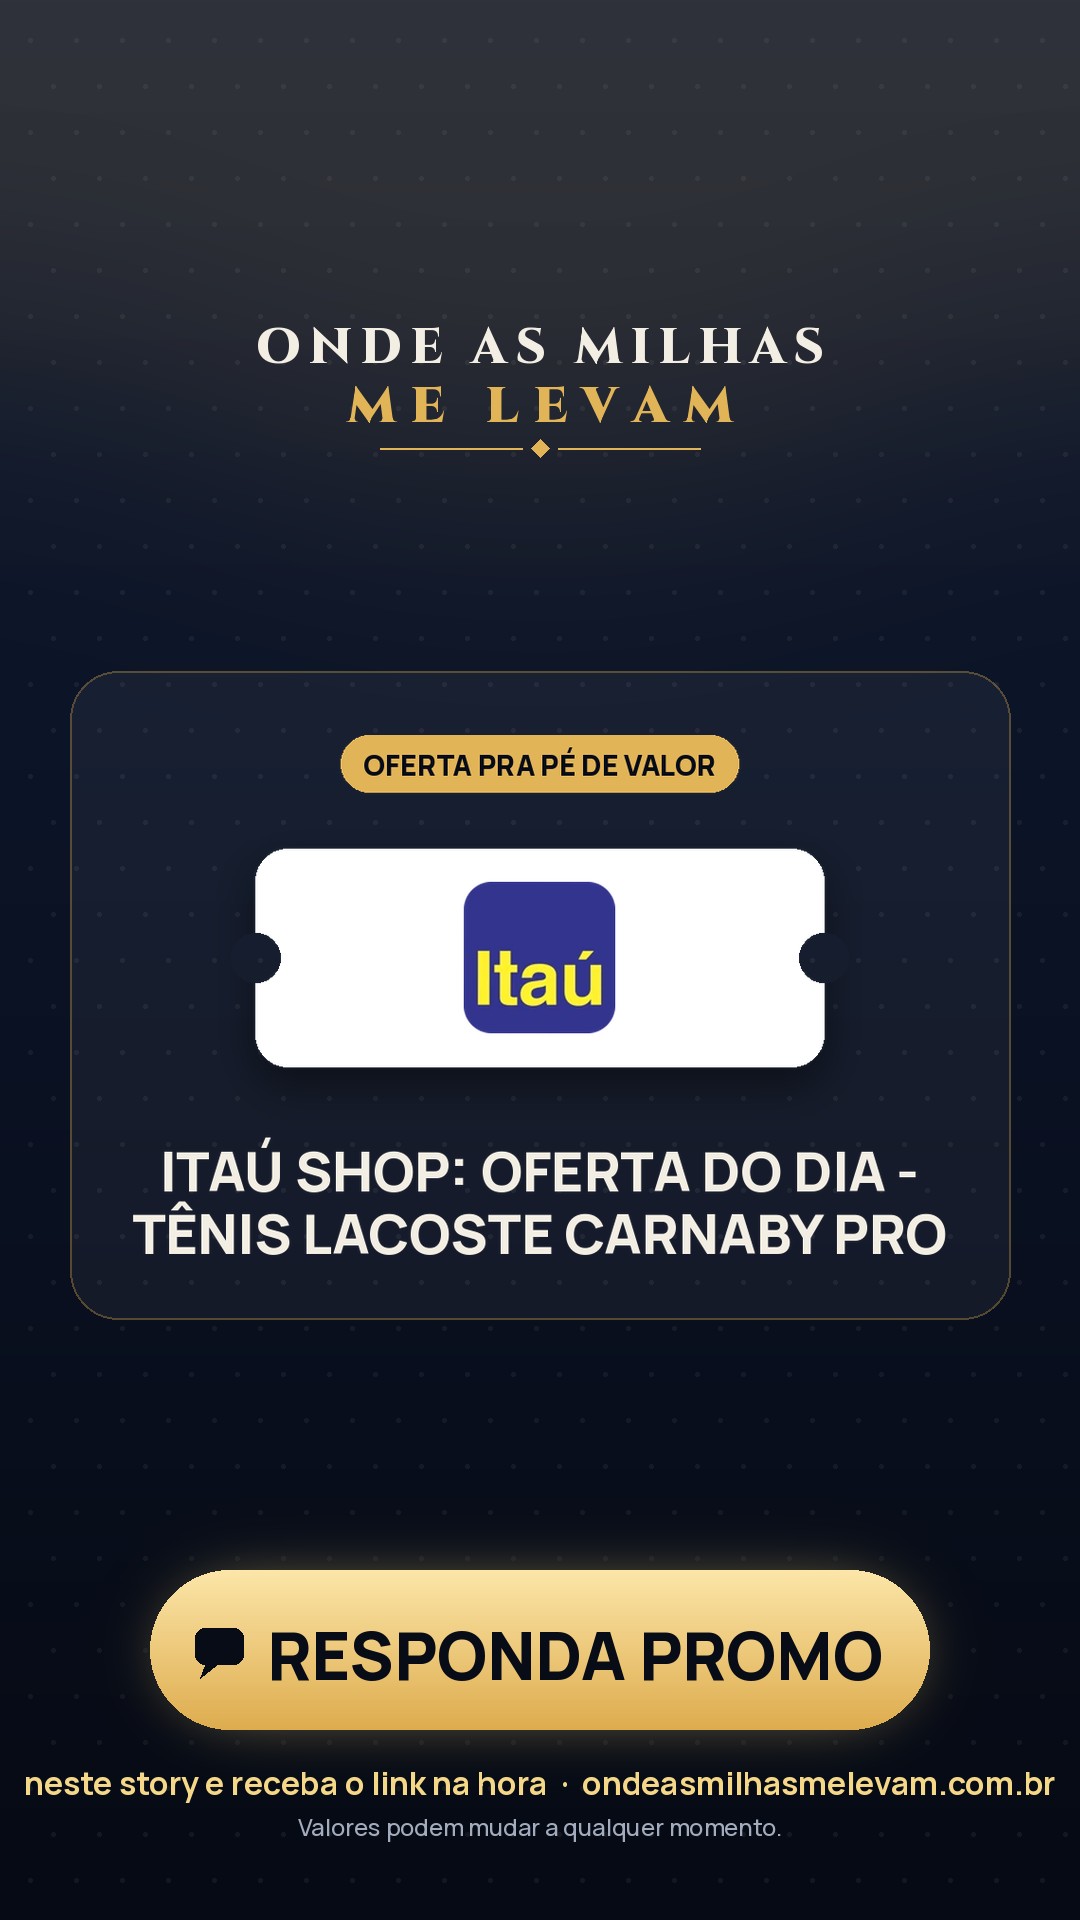 ONDE AS MILHAS
ME LEVAM
OFERTA PRA PÉ DE VALOR
Itaú
ITAÚ SHOP: OFERTA DO DIA -
TÊNIS LACOSTE CARNABY PRO
RESPONDA PROMO
neste story e receba o link na hora · ondeasmilhasmelevam.com.br
Valores podem mudar a qualquer momento.